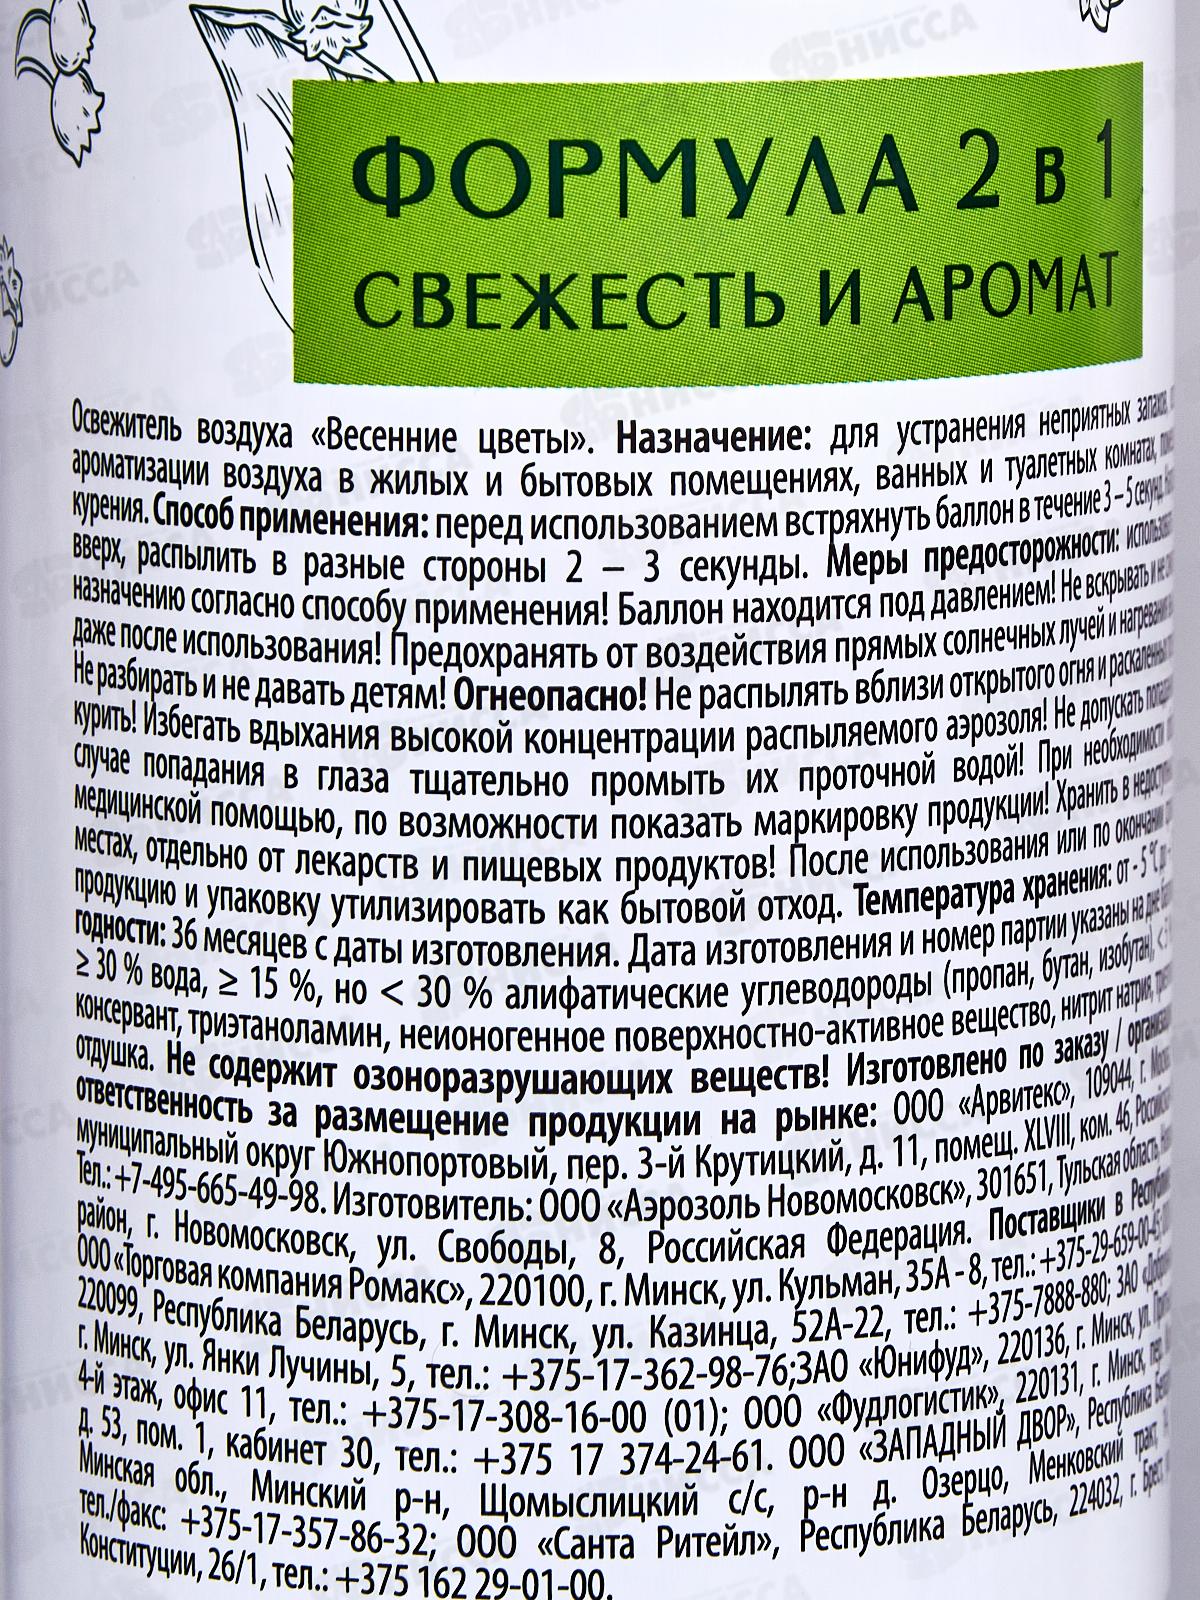 ФОРМУЛА 2 в 1
СВЕЖЕСТЬ И АРОМАТ
Освежитель воздуха «Весенние цветы». Назначение: для устранения неприятных запахов,
ароматизации воздуха в жилых и бытовых помещениях, ванных и туалетных комнатах,
курения. Способ применения: перед использованием встряхнуть баллон в течение 3 – 5 секунд.
вверх, распылить в разные стороны 2 – 3 секунды. Меры предосторожности:
назначению согласно способу применения! Баллон находится под давлением! Не вскрывать и не
даже после использования! Предохранять от воздействия прямых солнечных лучей и нагревания
Не разбирать и не давать детям! Огнеопасно! Не распылять вблизи открытого огня и
курить! Избегать вдыхания высокой концентрации распыляемого аэрозоля! Не допускать
случае попадания в глаза тщательно промыть их проточной водой! При необходимости
медицинской помощью, по возможности показать маркировку продукции! Хранить в
местах, отдельно от лекарств и пищевых продуктов! После использования или по окончании
продукцию и упаковку утилизировать как бытовой отход. Температура хранения: от - 5 °С до
годности: 36 месяцев с даты изготовления. Дата изготовления и номер партии указаны на дне
≥ 30 % вода, ≥ 15 %, но < 30 % алифатические углеводороды (пропан, бутан, изобутан), <
консервант, триэтаноламин, неионогенное поверхностно-активное вещество, нитрит натрия,
отдушка. Не содержит озоноразрушающих веществ! Изготовлено по заказу /
ответственность за размещение продукции на рынке: ООО «Арвитекс», 109044, г.
муниципальный округ Южнопортовый, пер. 3-й Крутицкий, д. 11, помещ. XLVIII, ком. 46,
Тел.: +7-495-665-49-98. Изготовитель: ООО «Аэрозоль Новомосковск», 301651, Тульская область,
район, г. Новомосковск, ул. Свободы, 8, Российская Федерация. Поставщики в
ООО «Торговая компания Ромакс», 220100, г. Минск, ул. Кульман, 35А - 8, тел.: +375-29-659-00-45
220099, Республика Беларусь, г. Минск, ул. Казинца, 52А-22, тел.: +375-7888-880; ЗАО
г. Минск, ул. Янки Лучины, 5, тел.: +375-17-362-98-76;ЗАО «Юнифуд», 220136, г. Минск, ул.
4-й этаж, офис 11, тел.: +375-17-308-16-00 (01); ООО «Фудлогистик», 220131, г. Минск, пер.
д. 53, пом. 1, кабинет 30, тел.: +375 17 374-24-61. ООО «ЗАПАДНЫЙ ДВОР», Республика
Минская обл., Минский р-н, Щомыслицкий с/с, р-н д. Озерцо, Менковский тракт,
тел./факс: +375-17-357-86-32; ООО «Санта Ритейл», Республика Беларусь, 224032, г. Брест,
Конституции, 26/1, тел.: +375 162 29-01-00.